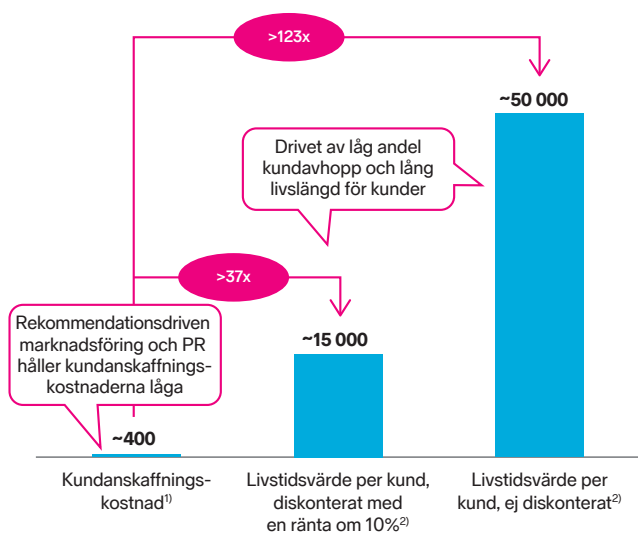 >123x
~50 000
Drivet av låg andel
kundavhopp och lång
livslängd för kunder
>37x
Rekommendationsdriven
marknadsföring och PR
håller kundanskaffnings-
kostnaderna låga
~15 000
~400
Kundanskaffnings-
kostnad1)
Livstidsvärde per kund,
diskonterat med
en ränta om 10%2)
Livstidsvärde per
kund, ej diskonterat2)